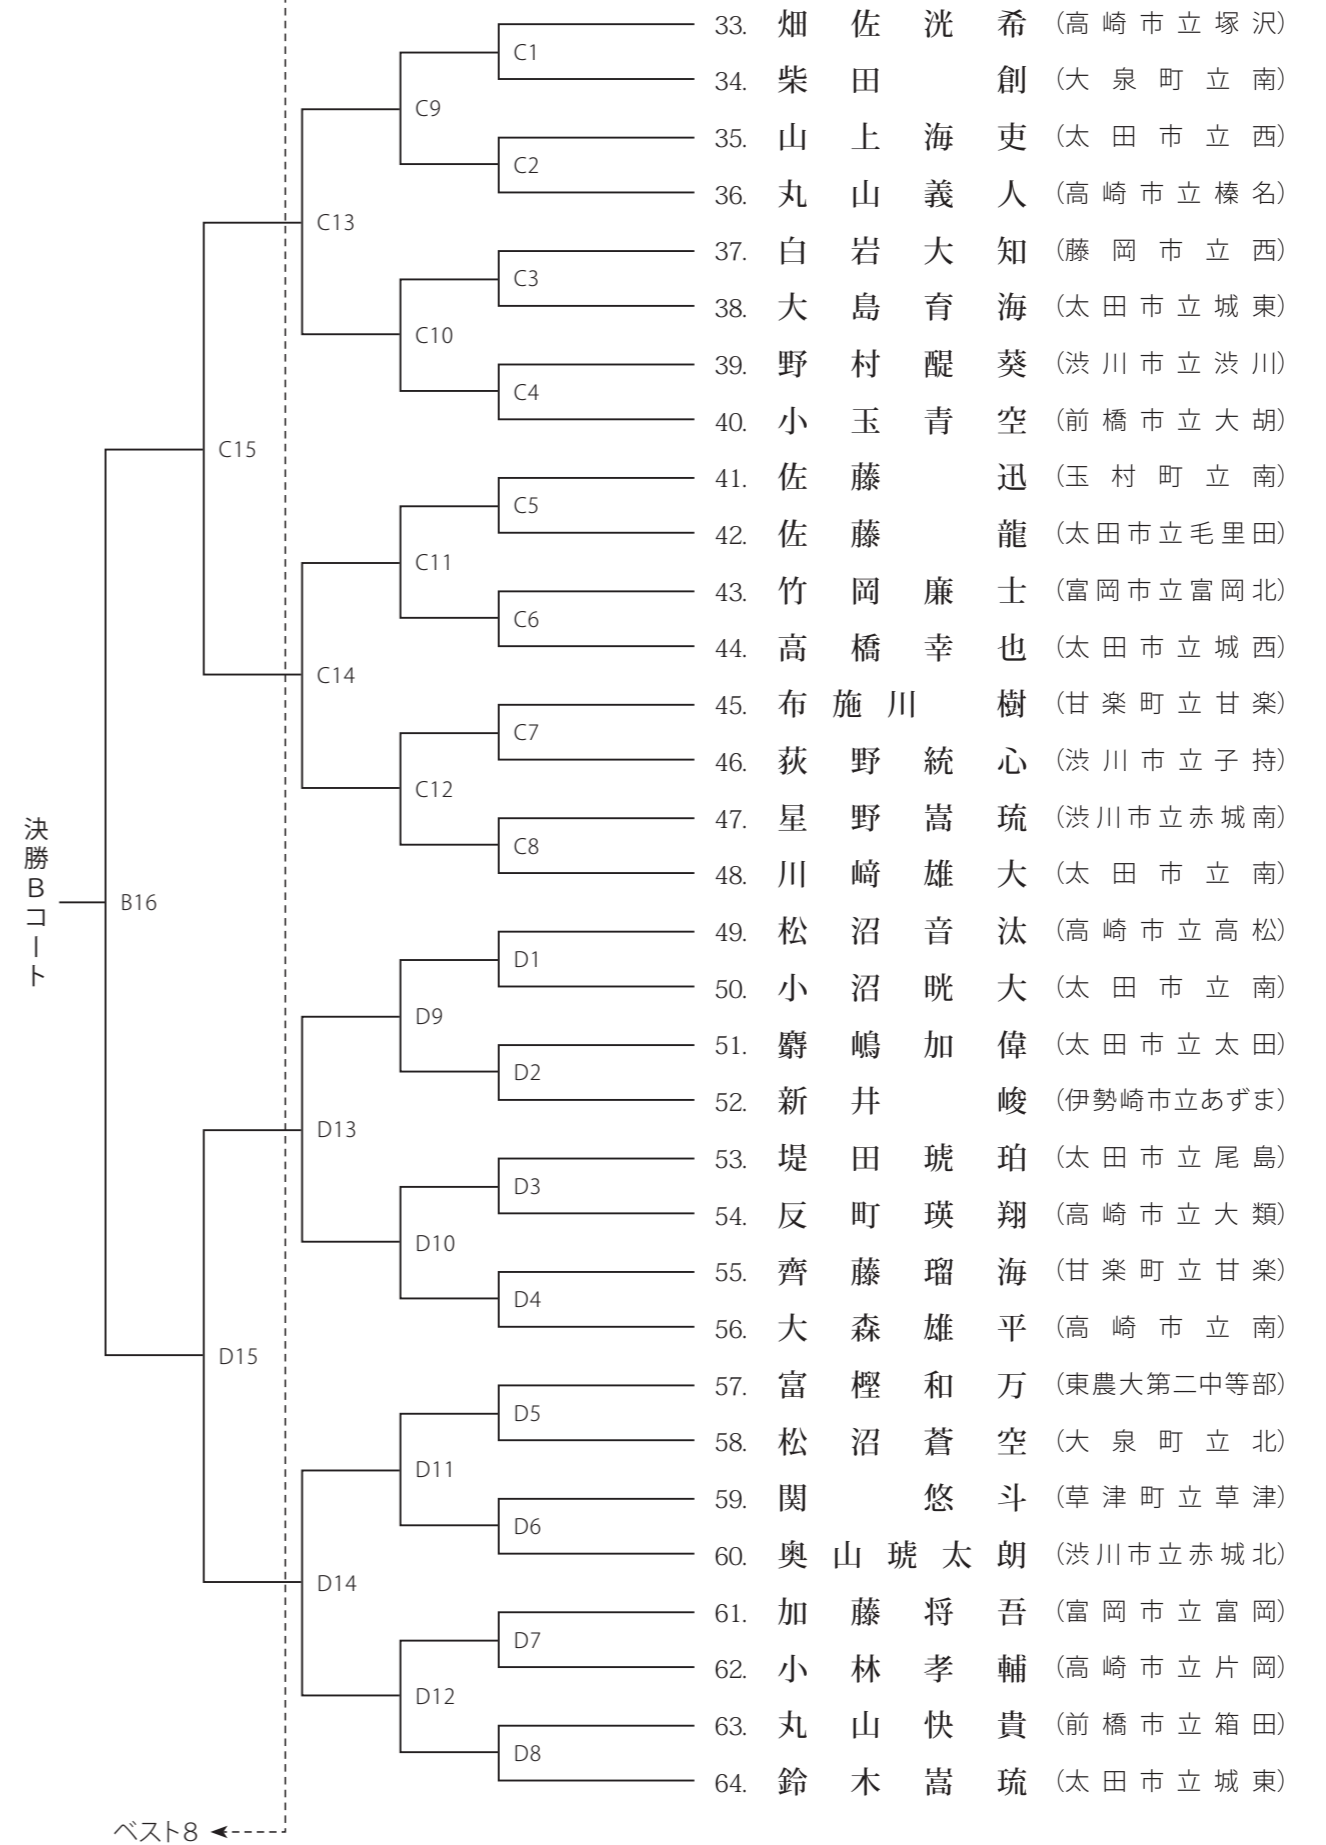 33. 畑佐洸希 (高崎市立塚沢)
C1
34. 柴田創 (大泉町立南)
C9
35. 山上海吏 (太田市立西)
C2
36. 丸山義人 (高崎市立榛名)
C13
37. 白岩大知 (藤岡市立西)
C3
38. 大島育海 (太田市立城東)
C10
39. 野村醍葵 (渋川市立渋川)
C4
40. 小玉青空 (前橋市立大胡)
C15
41. 佐藤迅 (玉村町立南)
C5
42. 佐藤龍 (太田市立毛里田)
C11
43. 竹岡廉士 (富岡市立富岡北)
C6
44. 高橋幸也 (太田市立城西)
C14
45. 布施川樹 (甘楽町立甘楽)
C7
46. 荻野統心 (渋川市立子持)
C12
47. 星野嵩琉 (渋川市立赤城南)
C8
48. 川﨑雄大 (太田市立南)
決勝Bコート
B16
49. 松沼音汰 (高崎市立高松)
D1
50. 小沼晄大 (太田市立南)
D9
51. 麝嶋加偉 (太田市立太田)
D2
52. 新井峻 (伊勢崎市立あずま)
D13
53. 堤田琥珀 (太田市立尾島)
D3
54. 反町瑛翔 (高崎市立大類)
D10
55. 齊藤瑠海 (甘楽町立甘楽)
D4
56. 大森雄平 (高崎市立南)
D15
57. 富樫和万 (東農大第二中等部)
D5
58. 松沼蒼空 (大泉町立北)
D11
59. 関悠斗 (草津町立草津)
D6
60. 奥山琥太朗 (渋川市立赤城北)
D14
61. 加藤将吾 (富岡市立富岡)
D7
62. 小林孝輔 (高崎市立片岡)
D12
63. 丸山快貴 (前橋市立箱田)
D8
64. 鈴木嵩琉 (太田市立城東)
ベスト8